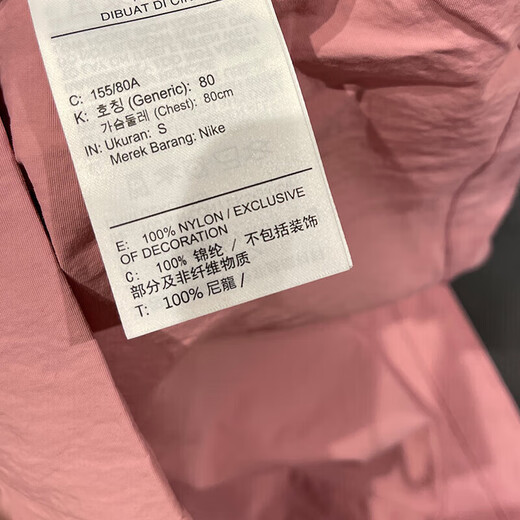 DIBUAT DI
C: 155/80A
K: 호칭 (Generic): 80
가슴둘레 (Chest): 80cm
IN: Ukuran: S
Merek Barang: Nike
E: 100% NYLON / EXCLUSIVE
OF DECORATION
C: 100% 锦纶 / 不包括装饰
部分及非纤维物质
T: 100% 尼龍 /